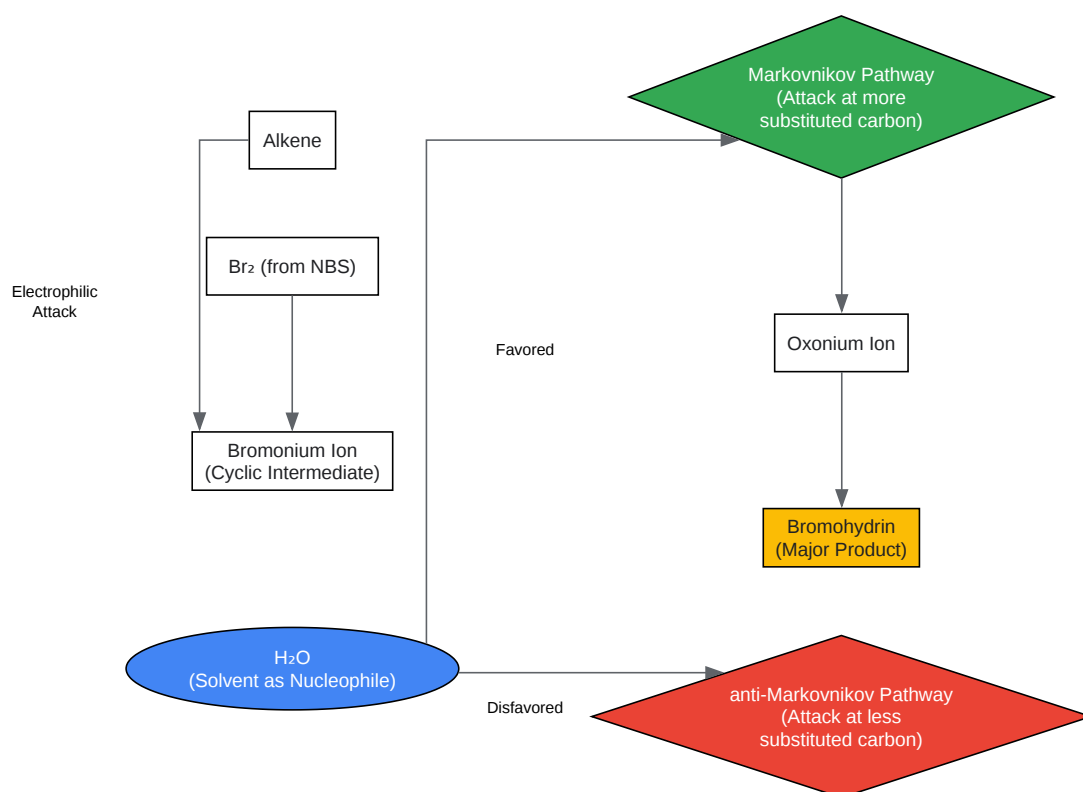 Markovnikov Pathway
(Attack at more
substituted carbon)
Alkene
Br₂ (from NBS)
Electrophilic
Attack
Favored
Oxonium Ion
Bromonium Ion
(Cyclic Intermediate)
Bromohydrin
(Major Product)
H₂O
(Solvent as Nucleophile)
Disfavored
anti-Markovnikov Pathway
(Attack at less
substituted carbon)